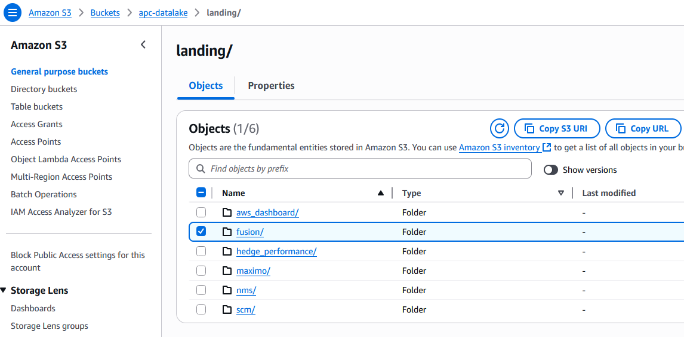 Amazon S3 > Buckets > apc-datalake > landing/
Amazon S3
General purpose buckets
Directory buckets
Table buckets
Access Grants
Access Points
Object Lambda Access Points
Multi-Region Access Points
Batch Operations
IAM Access Analyzer for S3
Block Public Access settings for this
account
Storage Lens
Dashboards
Storage Lens groups
landing/
Objects Properties
Objects (1/6)
Copy S3 URI Copy URL
Objects are the fundamental entities stored in Amazon S3. You can use Amazon S3 inventory to get a list of all objects in your b
Find objects by prefix Show versions
Name Type Last modified
aws_dashboard/ Folder -
fusion/ Folder -
hedge_performance/ Folder -
maximo/ Folder -
nms/ Folder -
scm/ Folder -